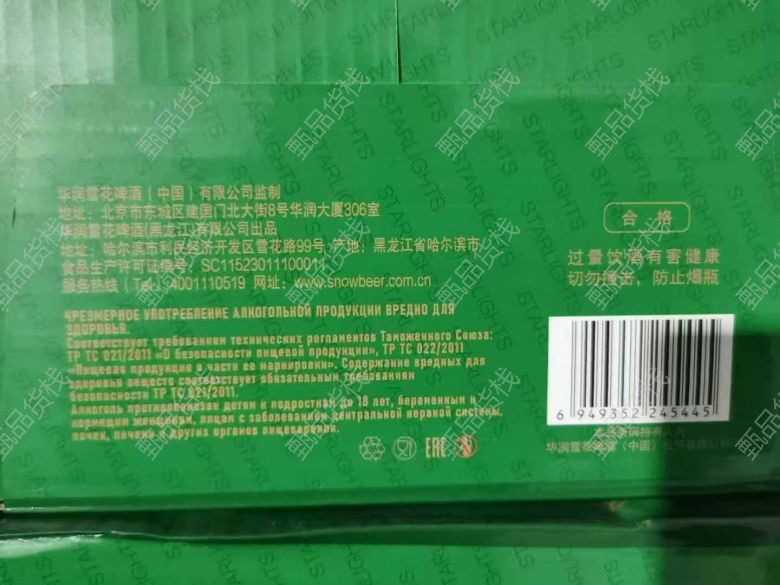 STARLIGHTS
华润雪花啤酒(中国)有限公司监制
地址:北京市东城区建国门北大街8号华润大厦306室
华润雪花啤酒(黑龙江)有限公司出品
地址:哈尔滨市利民经济开发区雪花路99号 产地:黑龙江省哈尔滨市
食品生产许可证编号:SC11523011100011
服务热线(Tel)4001110519 网址:www.snowbeer.com.cn
ЧРЕЗМЕРНОЕ УПОТРЕБЛЕНИЕ АЛКОГОЛЬНОЙ ПРОДУКЦИИ ВРЕДНО ДЛЯ
ЗДОРОВЬЯ.
Соответствует требованиям технических регламентов Таможенного Союза:
ТР ТС 021/2011 «О безопасности пищевой продукции», ТР ТС 022/2011
«Пищевая продукция в части ее маркировки». Содержание вредных для
здоровья веществ соответствует обязательным требованиям
безопасности ТР ТС 021/2011.
Алкоголь противопоказан детям и подросткам до 18 лет, беременным и
кормящим женщинам, лицам с заболеванием центральной нервной системы,
почек, печени и других органов пищеварения.
EAC
合格
过量饮酒有害健康
切勿撞击,防止爆瓶
6 949352 245445
华润雪花啤酒(中国)有限公司
甄品货栈